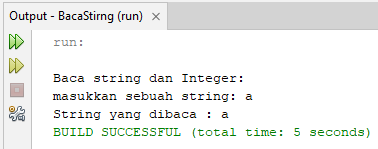 Output - BacaStirng (run)
run:
Baca string dan Integer:
masukkan sebuah string: a
String yang dibaca : a
BUILD SUCCESSFUL (total time: 5 seconds)